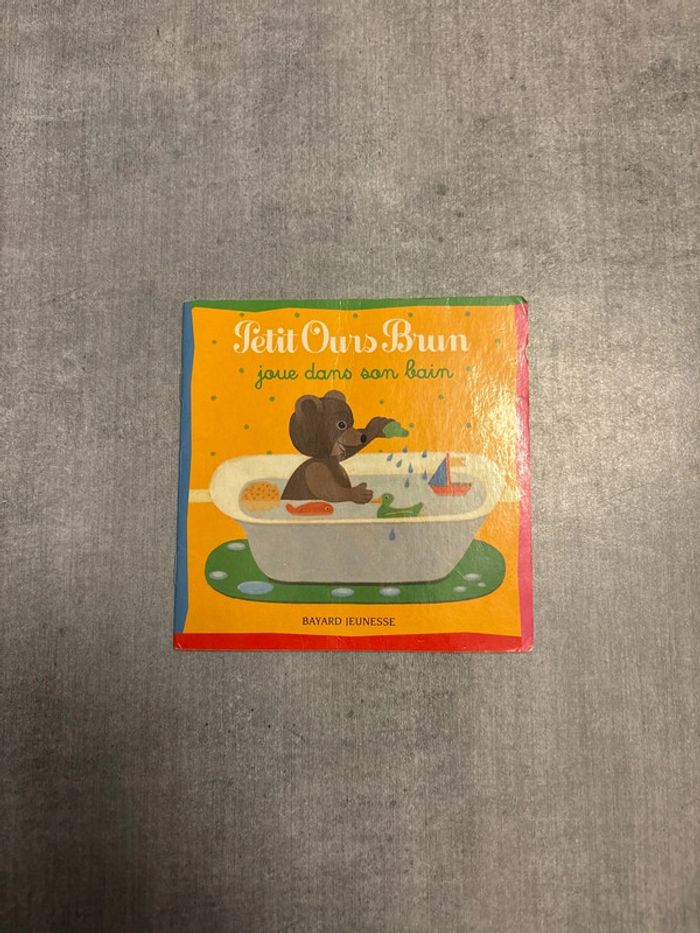 Petit Ours Brun
joue dans son bain
BAYARD JEUNESSE